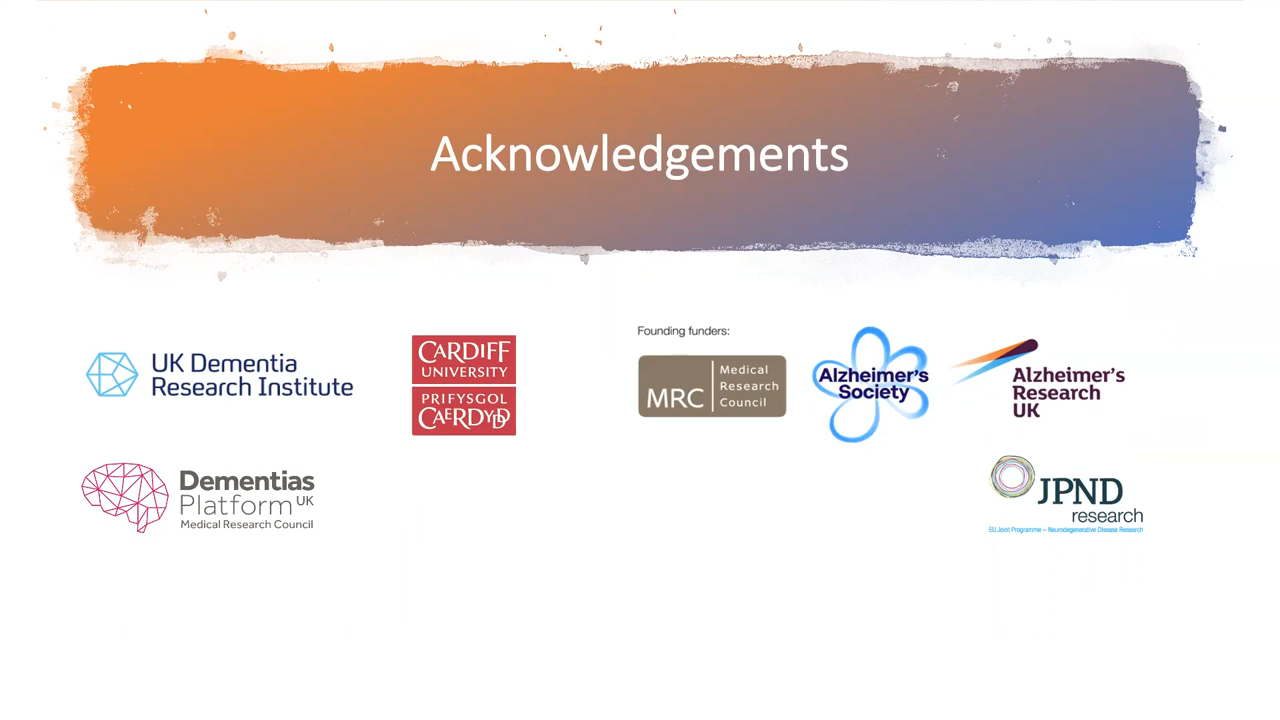 Acknowledgements
UK Dementia
Research Institute
CARDIFF
UNIVERSITY
PRIFYSGOL
CAERDYDD
Founding funders:
MRC
Medical
Research
Council
Alzheimer's
Society
Alzheimer's
Research
UK
Dementias
Platform UK
Medical Research Council
JPND
research
EU Joint Programme – Neurodegenerative Disease Research